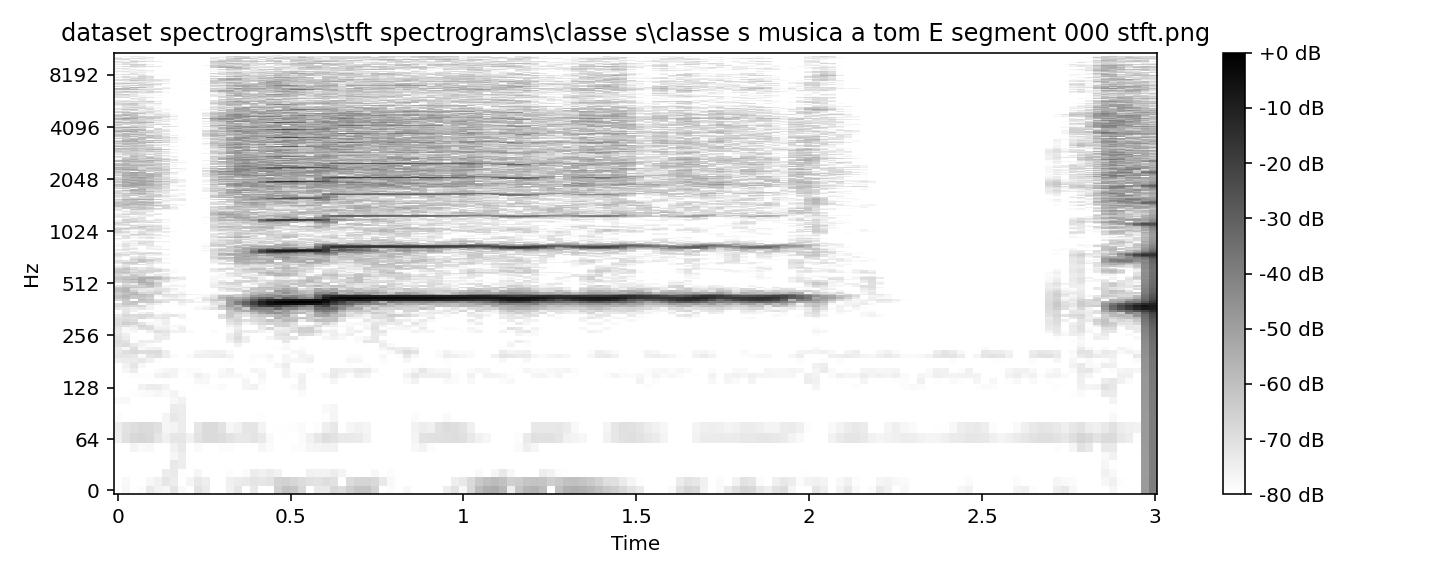 dataset spectrograms\stft spectrograms\classe s\classe s musica a tom E segment 000 stft.png
Hz
8192
4096
2048
1024
512
256
128
64
0
0
0.5
1
1.5
2
2.5
3
Time
+0 dB
-10 dB
-20 dB
-30 dB
-40 dB
-50 dB
-60 dB
-70 dB
-80 dB